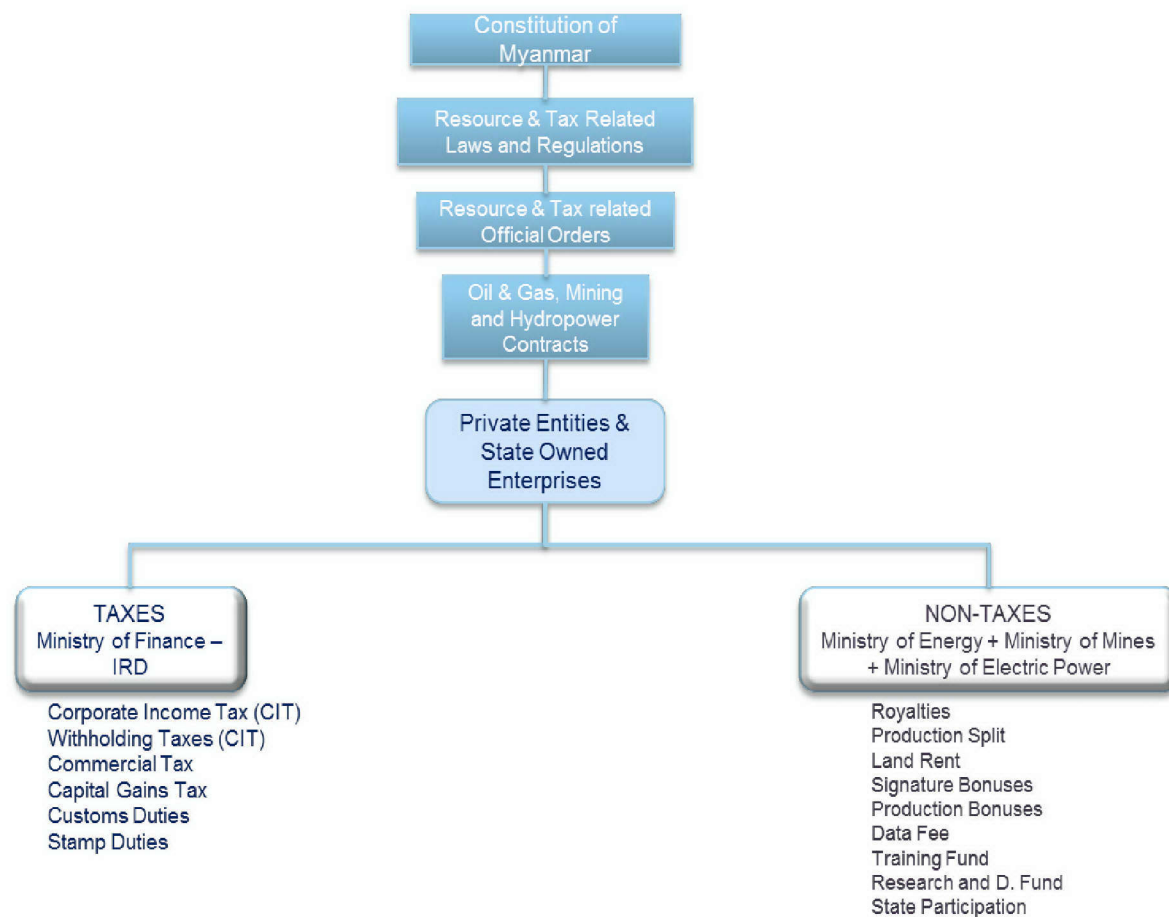 Constitution of
Myanmar
Resource & Tax Related
Laws and Regulations
Resource & Tax related
Official Orders
Oil & Gas, Mining
and Hydropower
Contracts
Private Entities &
State Owned
Enterprises
TAXES
Ministry of Finance –
IRD
Corporate Income Tax (CIT)
Withholding Taxes (CIT)
Commercial Tax
Capital Gains Tax
Customs Duties
Stamp Duties
NON-TAXES
Ministry of Energy + Ministry of Mines
+ Ministry of Electric Power
Royalties
Production Split
Land Rent
Signature Bonuses
Production Bonuses
Data Fee
Training Fund
Research and D. Fund
State Participation